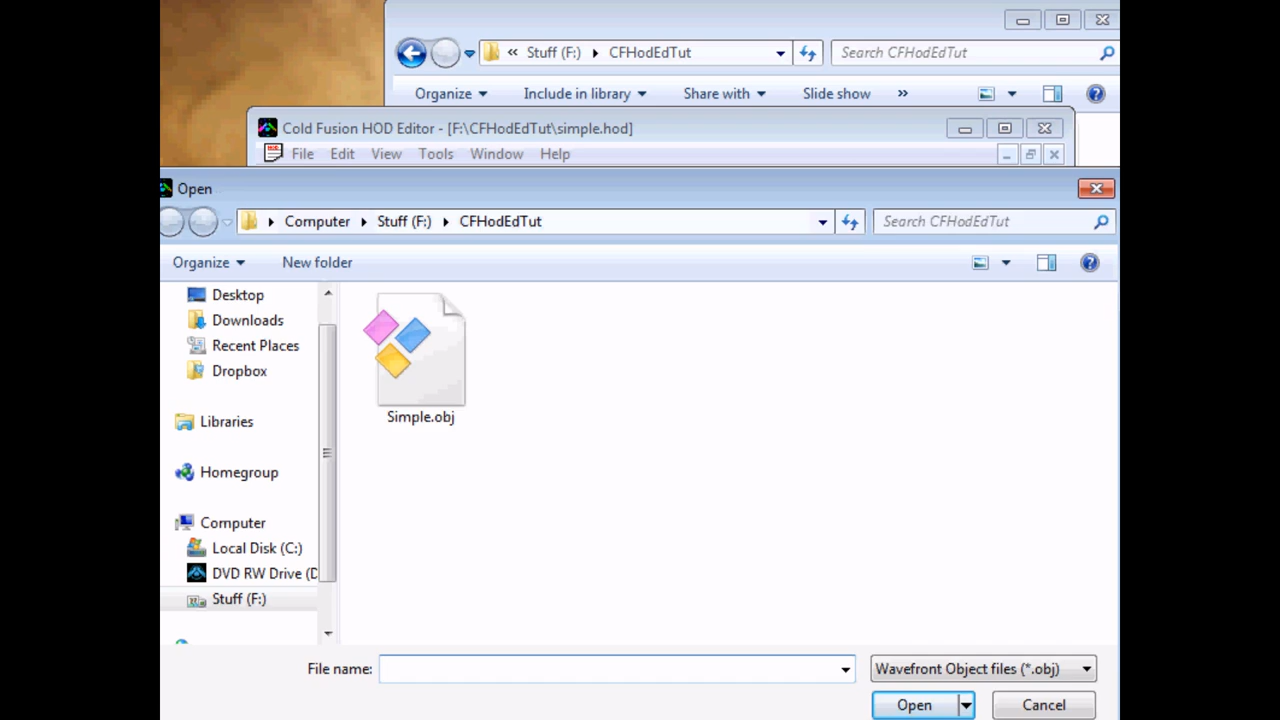 « Stuff (F:) CFHodEdTut Search CFHodEdTut
Organize Include in library Share with Slide show »
Cold Fusion HOD Editor - [F:\CFHodEdTut\simple.hod]
File Edit View Tools Window Help
Open
Computer Stuff (F:) CFHodEdTut Search CFHodEdTut
Organize New folder
Desktop
Downloads
Recent Places
Dropbox
Libraries
Homegroup
Computer
Local Disk (C:)
DVD RW Drive (D
Stuff (F:)
Simple.obj
File name: Wavefront Object files (*.obj)
Open Cancel